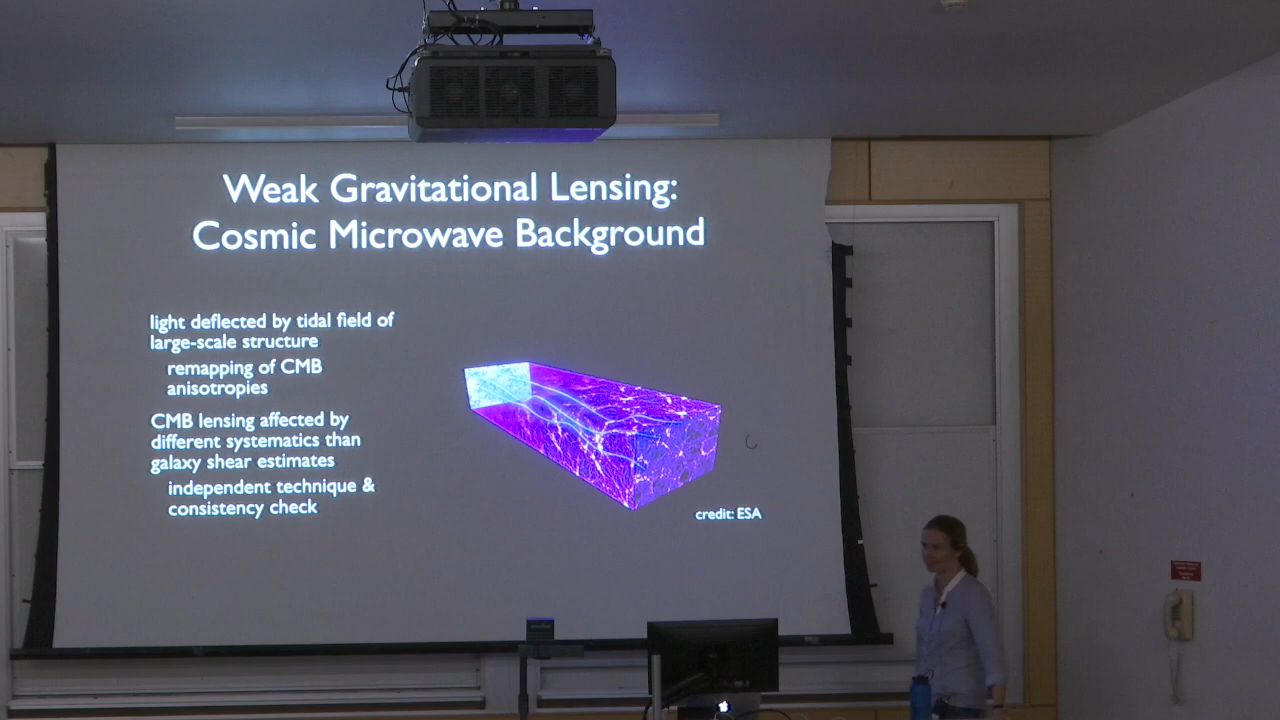 Weak Gravitational Lensing:
Cosmic Microwave Background
light deflected by tidal field of
large-scale structure
remapping of CMB
anisotropies
CMB lensing affected by
different systematics than
galaxy shear estimates
independent technique &
consistency check
credit: ESA